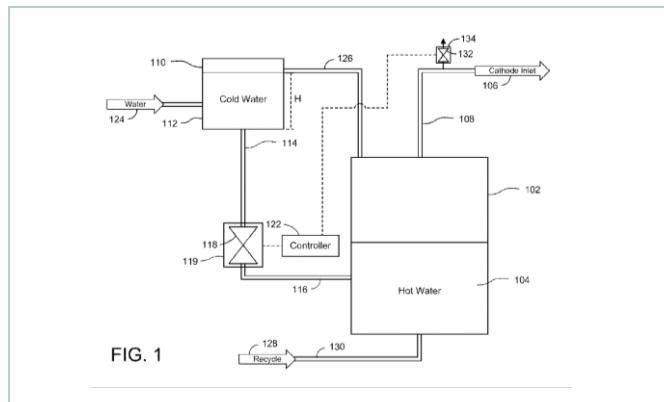 134
132
110
126
Cathode Inlet
106
Cold Water
H
Water
124
112
108
114
102
122
118
Controller
119
104
116
Hot Water
128
Recycle
130
FIG. 1